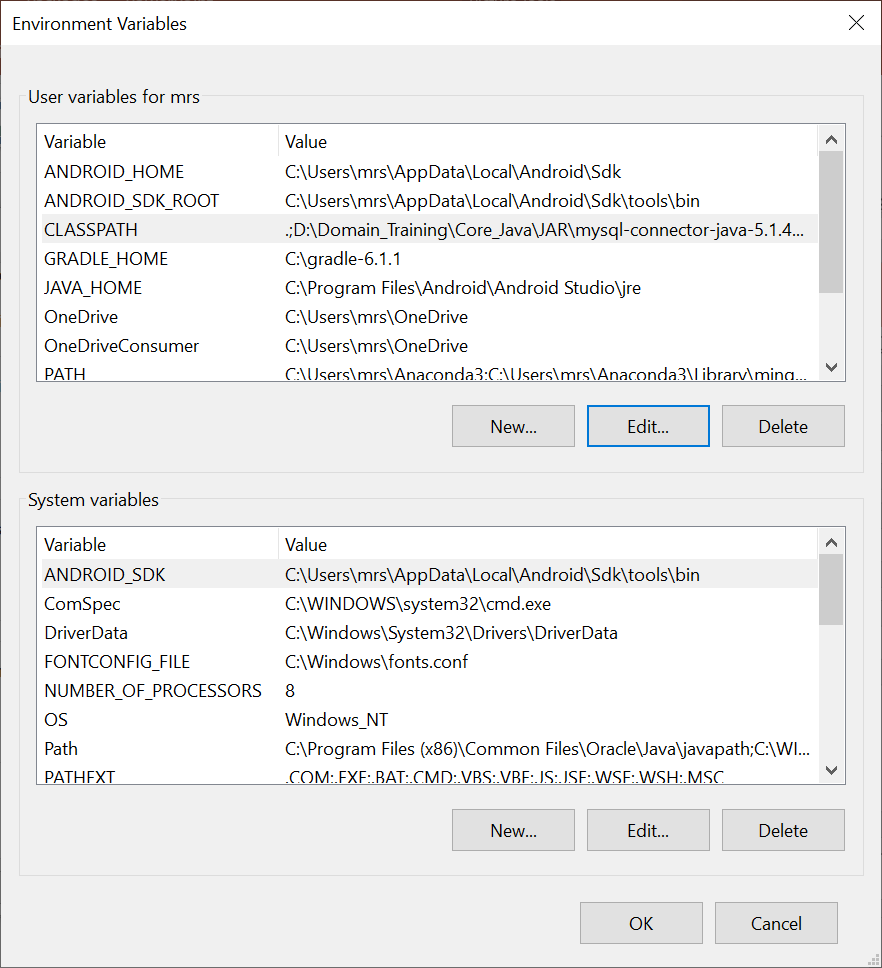 Environment Variables
User variables for mrs
Variable Value
ANDROID_HOME C:\Users\mrs\AppData\Local\Android\Sdk
ANDROID_SDK_ROOT C:\Users\mrs\AppData\Local\Android\Sdk\tools\bin
CLASSPATH .;D:\Domain_Training\Core_Java\JAR\mysql-connector-java-5.1.4...
GRADLE_HOME C:\gradle-6.1.1
JAVA_HOME C:\Program Files\Android\Android Studio\jre
OneDrive C:\Users\mrs\OneDrive
OneDriveConsumer C:\Users\mrs\OneDrive
PATH C:\Users\mrs\Anaconda3;C:\Users\mrs\Anaconda3\Library\ming...
New... Edit... Delete
System variables
Variable Value
ANDROID_SDK C:\Users\mrs\AppData\Local\Android\Sdk\tools\bin
ComSpec C:\WINDOWS\system32\cmd.exe
DriverData C:\Windows\System32\Drivers\DriverData
FONTCONFIG_FILE C:\Windows\fonts.conf
NUMBER_OF_PROCESSORS 8
OS Windows_NT
Path C:\Program Files (x86)\Common Files\Oracle\Java\javapath;C:\WI...
PATHEXT .COM;.EXE;.BAT;.CMD;.VBS;.VBE;.JS;.JSE;.WSF;.WSH;.MSC
New... Edit... Delete
OK Cancel